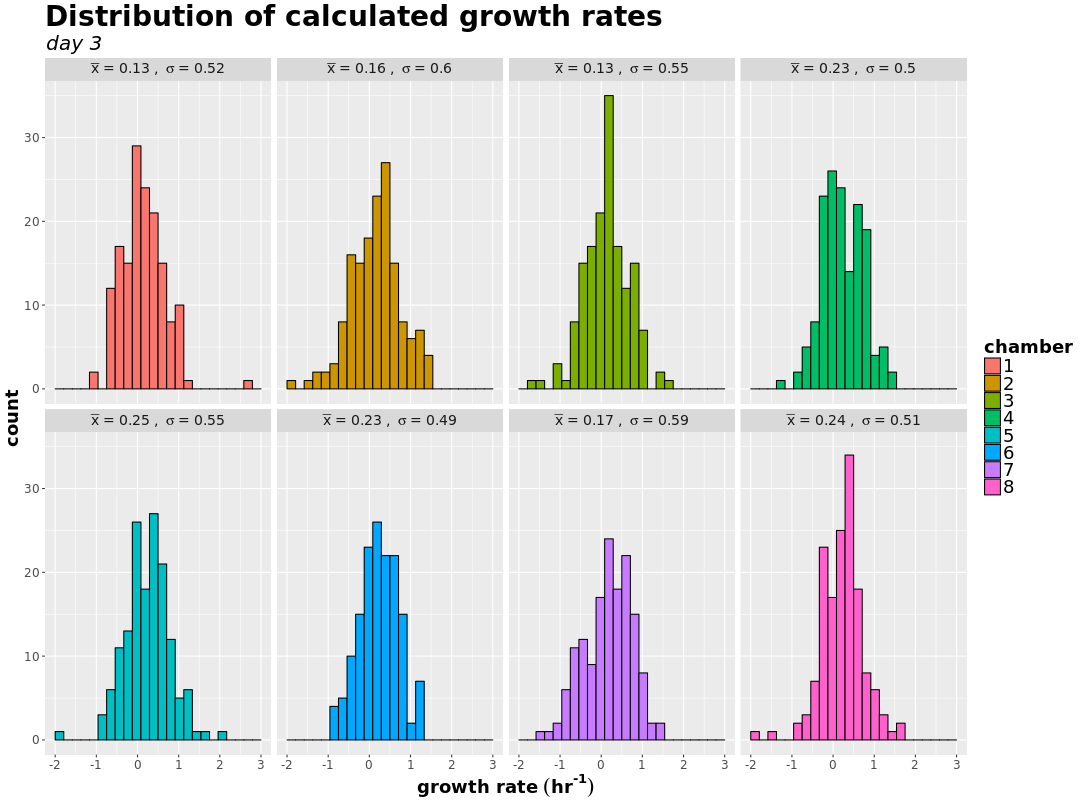 Distribution of calculated growth rates
day 3
x̅ = 0.13 , σ = 0.52
x̅ = 0.16 , σ = 0.6
x̅ = 0.13 , σ = 0.55
x̅ = 0.23 , σ = 0.5
30
20
10
0
x̅ = 0.25 , σ = 0.55
x̅ = 0.23 , σ = 0.49
x̅ = 0.17 , σ = 0.59
x̅ = 0.24 , σ = 0.51
30
20
10
0
-2 -1 0 1 2 3
-2 -1 0 1 2 3
-2 -1 0 1 2 3
-2 -1 0 1 2 3
growth rate (hr⁻¹)
count
chamber
1
2
3
4
5
6
7
8